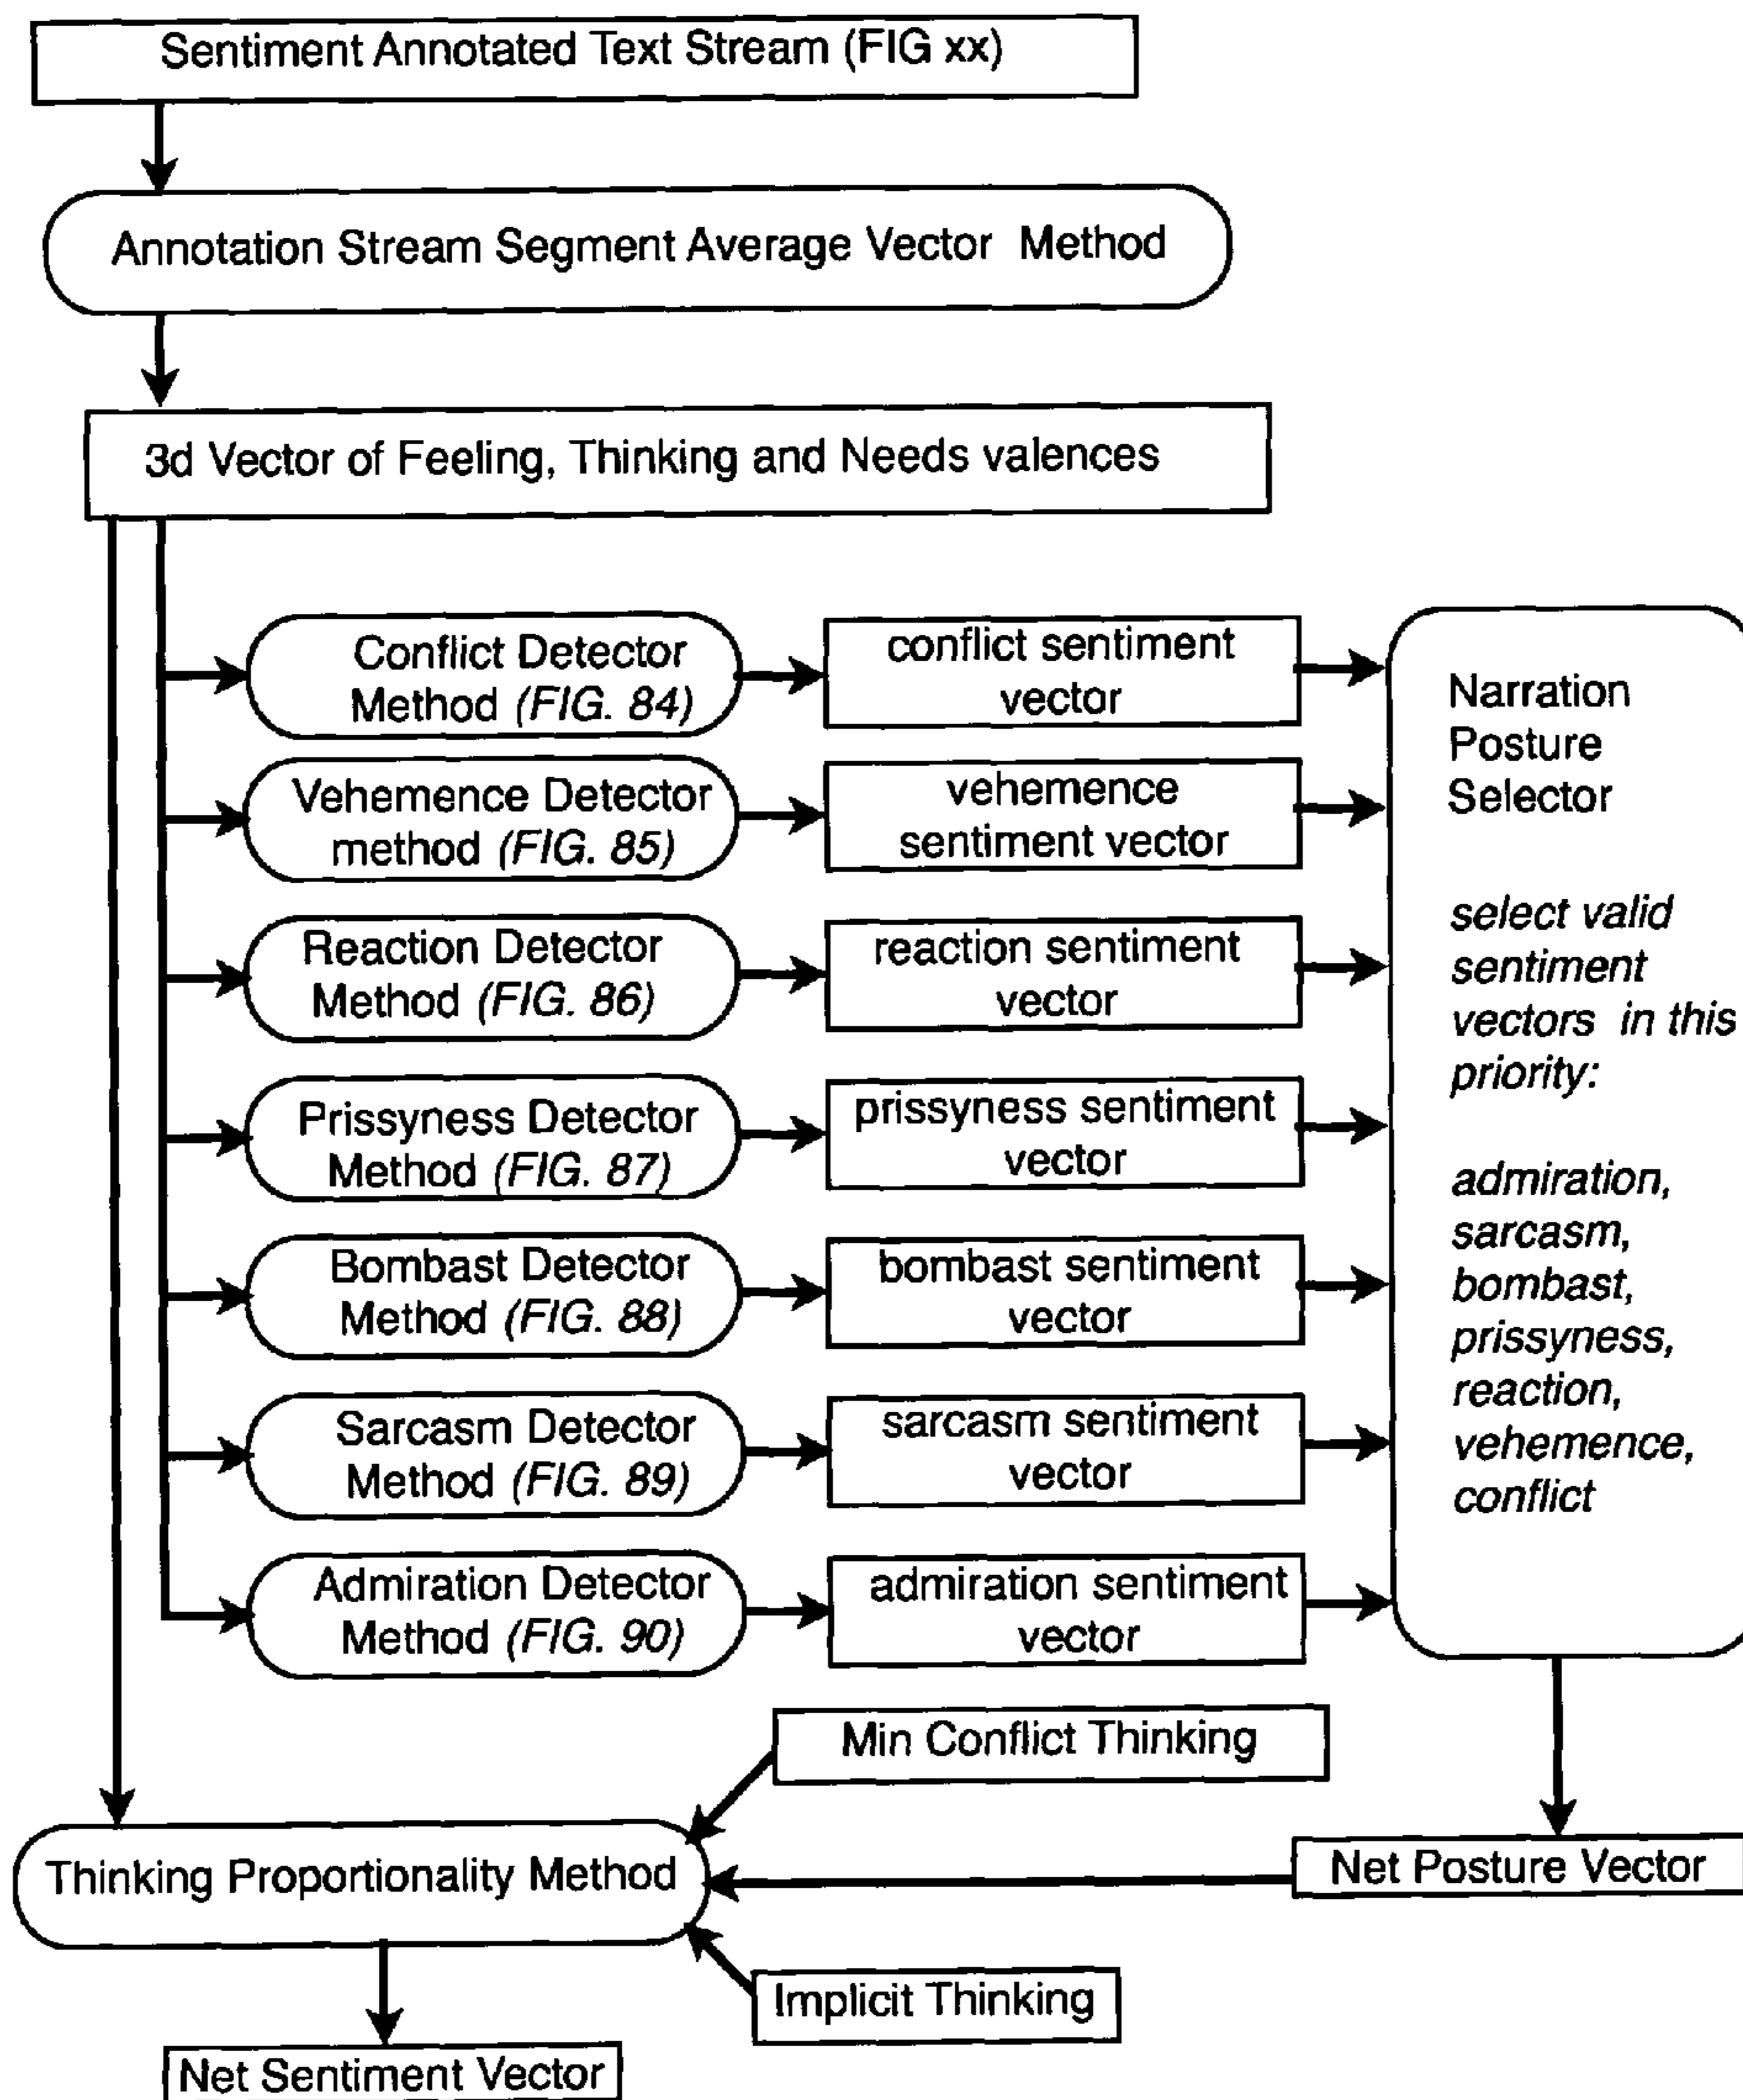 Sentiment Annotated Text Stream (FIG xx)
Annotation Stream Segment Average Vector Method
3d Vector of Feeling, Thinking and Needs valences
Conflict Detector
Method (FIG. 84)
conflict sentiment
vector
Vehemence Detector
method (FIG. 85)
vehemence
sentiment vector
Reaction Detector
Method (FIG. 86)
reaction sentiment
vector
Prissyness Detector
Method (FIG. 87)
prissyness sentiment
vector
Bombast Detector
Method (FIG. 88)
bombast sentiment
vector
Sarcasm Detector
Method (FIG. 89)
sarcasm sentiment
vector
Admiration Detector
Method (FIG. 90)
admiration sentiment
vector
Narration
Posture
Selector
select valid
sentiment
vectors in this
priority:
admiration,
sarcasm,
bombast,
prissyness,
reaction,
vehemence,
conflict
Min Conflict Thinking
Thinking Proportionality Method
Net Posture Vector
Implicit Thinking
Net Sentiment Vector